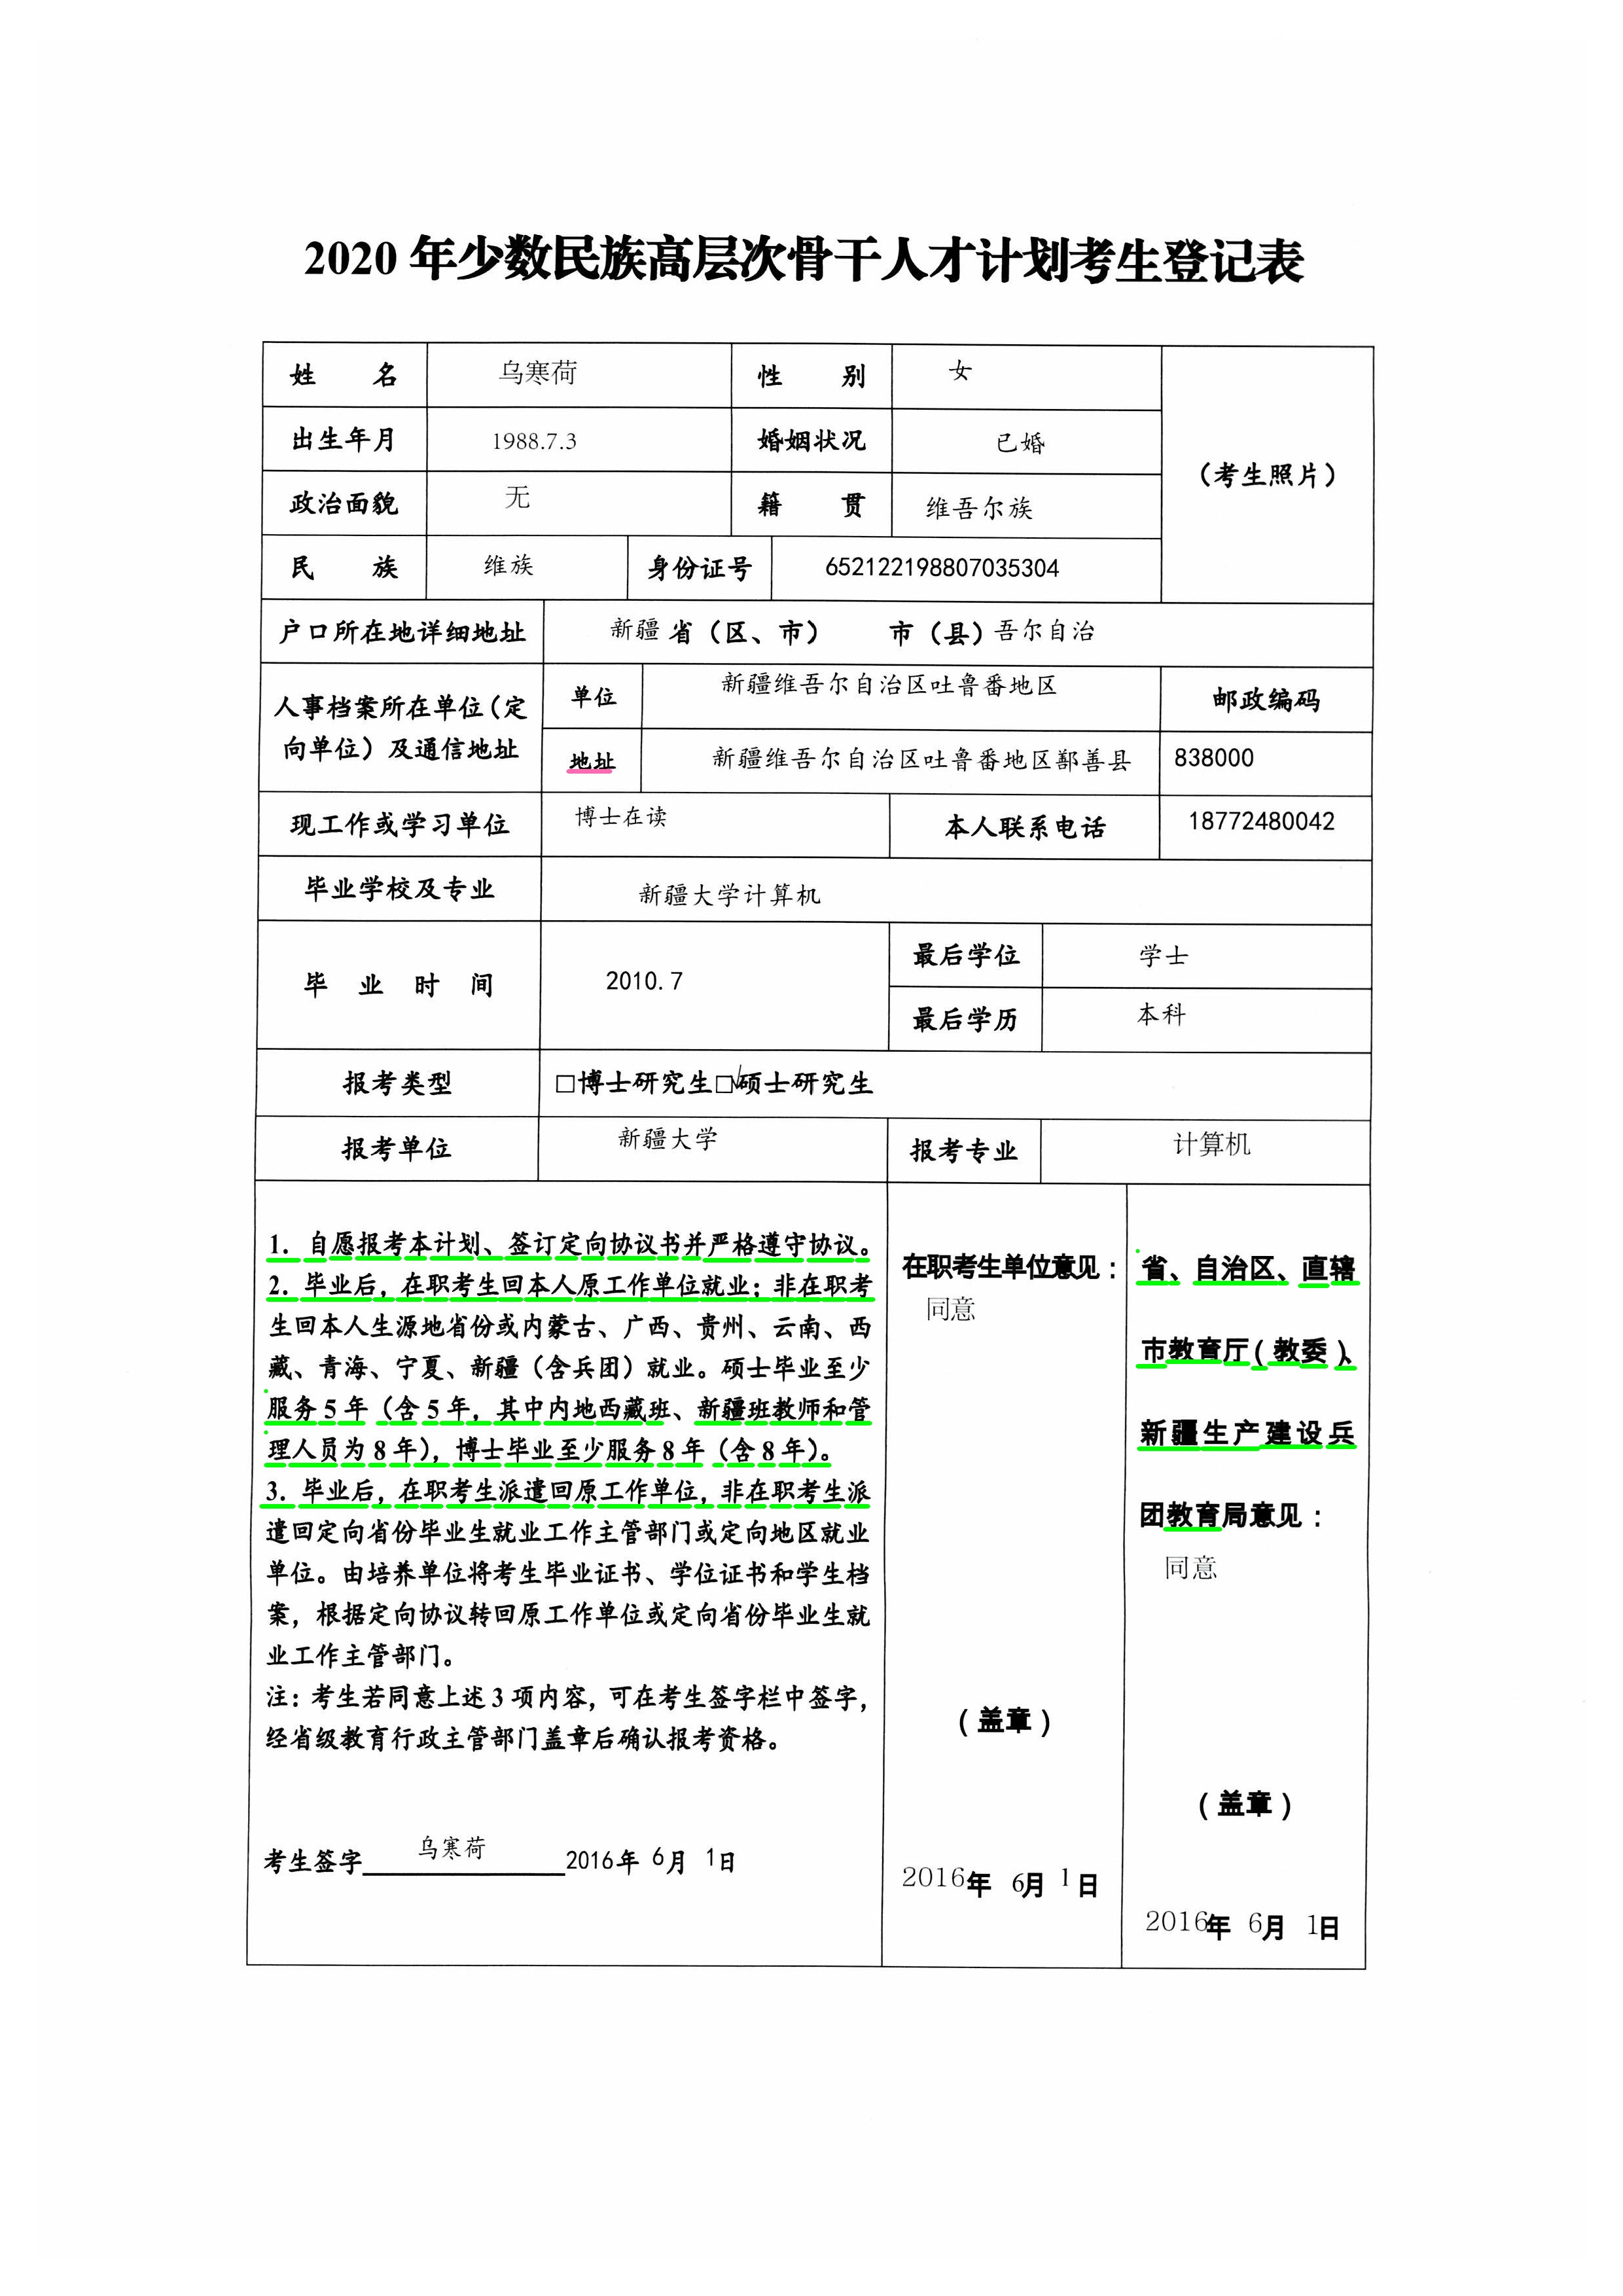 2020 年少数民族高层次骨干人才计划考生登记表
姓 名 乌寒荷 性 别 女
(考生照片)
出生年月 1988.7.3 婚姻状况 已婚
政治面貌 无 籍 贯 维吾尔族
民 族 维族 身份证号 652122198807035304
户口所在地详细地址 新疆 省（区、市） 市（县）吾尔自治
人事档案所在单位(定
向单位）及通信地址
单位 新疆维吾尔自治区吐鲁番地区 邮政编码
地址 新疆维吾尔自治区吐鲁番地区鄯善县 838000
现工作或学习单位 博士在读 本人联系电话 18772480042
毕业学校及专业 新疆大学计算机
毕 业 时 间 2010.7 最后学位 学士
最后学历 本科
报考类型 □博士研究生□√硕士研究生
报考单位 新疆大学 报考专业 计算机
1. 自愿报考本计划、签订定向协议书并严格遵守协议。
2. 毕业后，在职考生回本人原工作单位就业；非在职考
生回本人生源地省份或内蒙古、广西、贵州、云南、西
藏、青海、宁夏、新疆（含兵团）就业。硕士毕业至少
服务 5 年（含 5 年，其中内地西藏班、新疆班教师和管
理人员为 8 年），博士毕业至少服务 8 年（含 8 年）。
3. 毕业后，在职考生派遣回原工作单位，非在职考生派
遣回定向省份毕业生就业工作主管部门或定向地区就业
单位。由培养单位将考生毕业证书、学位证书和学生档
案，根据定向协议转回原工作单位或定向省份毕业生就
业工作主管部门。
注：考生若同意上述 3 项内容，可在考生签字栏中签字，
经省级教育行政主管部门盖章后确认报考资格。
考生签字 乌寒荷 2016年 6月 1日
在职考生单位意见：
同意
（盖章）
2016年 6月 1日
省、自治区、直辖
市教育厅(教委)、
新疆生产建设兵
团教育局意见：
同意
（盖章）
2016年 6月 1日